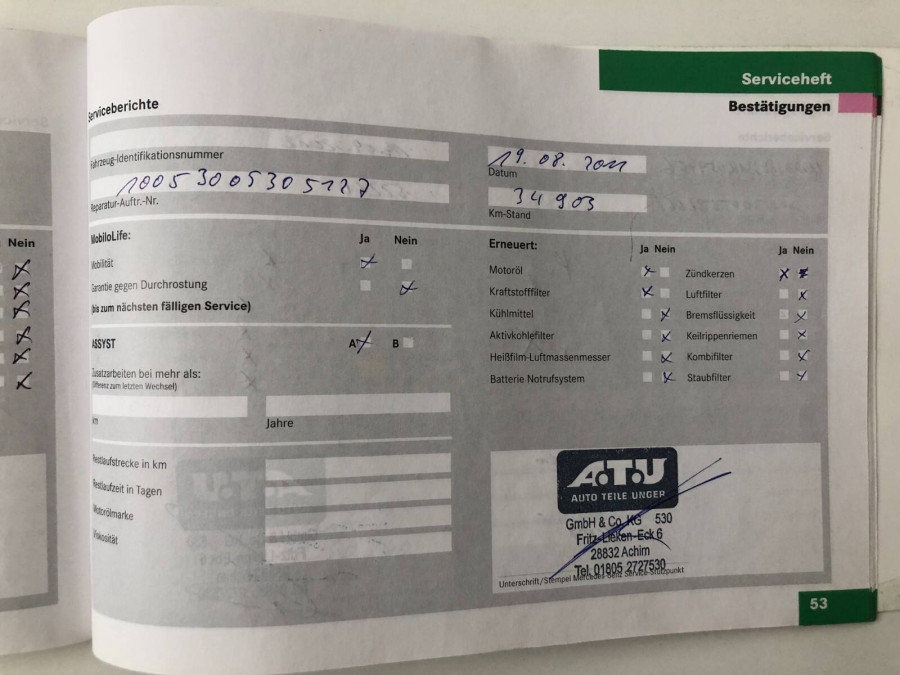 Serviceheft
Bestätigungen
Serviceberichte
Fahrzeug-Identifikationsnummer
19.08.2011
Datum
10053005305127
Reparatur-Auftr.-Nr.
34 903
Km-Stand
MobiloLife: Ja Nein
Mobilität
Garantie gegen Durchrostung
(bis zum nächsten fälligen Service)
ASSYST A B
Zusatzarbeiten bei mehr als:
(Differenz zum letzten Wechsel)
km
Jahre
Restlaufstrecke in km
Restlaufzeit in Tagen
Motorölmarke
Viskosität
Erneuert: Ja Nein Ja Nein
Motoröl Zündkerzen
Kraftstofffilter Luftfilter
Kühlmittel Bremsflüssigkeit
Aktivkohlefilter Keilrippenriemen
Heißfilm-Luftmassenmesser Kombifilter
Batterie Notrufsystem Staubfilter
A.T.U
AUTO TEILE UNGER
GmbH & Co. KG 530
Fritz-Lieken-Eck 6
28832 Achim
Tel. 01805 2727530
Unterschrift/Stempel Mercedes-Benz Service-Stützpunkt
53
Nein